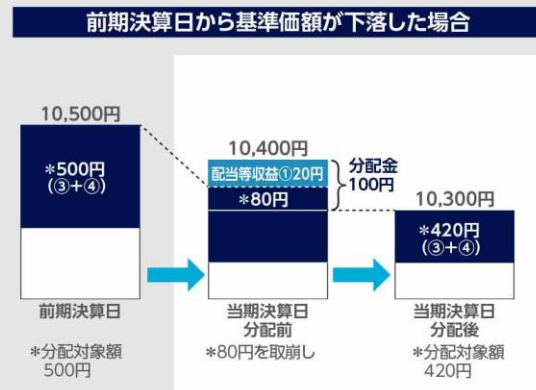 前期決算日から基準価額が下落した場合
10,500円
*500円
(③+④)
前期決算日
*分配対象額
500円
10,400円
配当等収益①20円
*80円
分配金
100円
当期決算日
分配前
*80円を取崩し
10,300円
*420円
(③+④)
当期決算日
分配後
*分配対象額
420円